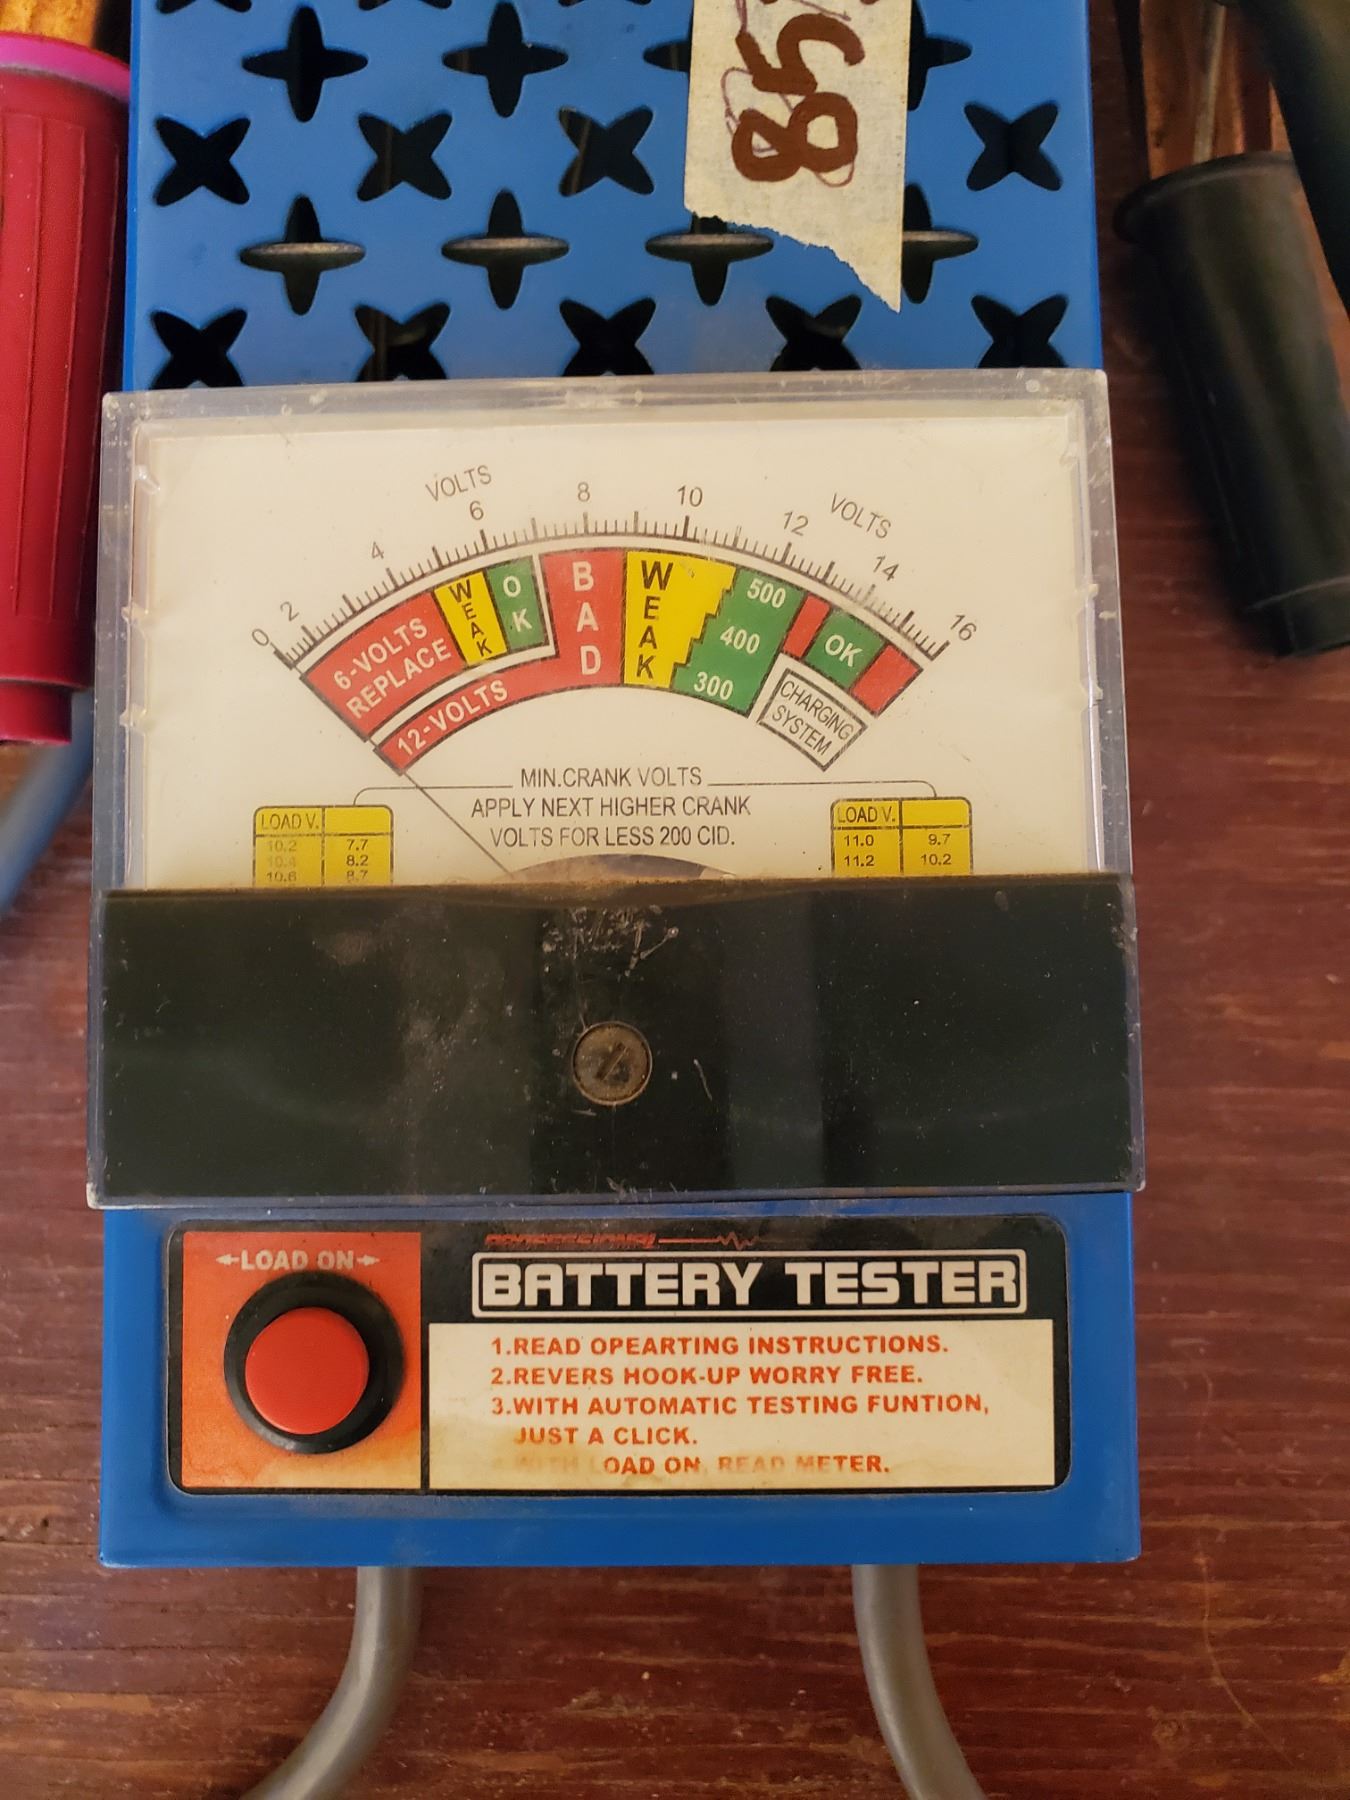 58
VOLTS
VOLTS
0 2 4 6 8 10 12 14 16
6-VOLTS
REPLACE
WEAK
OK
12-VOLTS
BAD
WEAK
500
400
300
OK
CHARGING
SYSTEM
MIN.CRANK VOLTS
APPLY NEXT HIGHER CRANK
VOLTS FOR LESS 200 CID.
LOAD V.
10.2 7.7
10.4 8.2
10.6 8.7
LOAD V.
11.0 9.7
11.2 10.2
LOAD ON
PROFESSIONAL
BATTERY TESTER
1.READ OPEARTING INSTRUCTIONS.
2.REVERS HOOK-UP WORRY FREE.
3.WITH AUTOMATIC TESTING FUNTION,
JUST A CLICK.
4.WITH LOAD ON, READ METER.